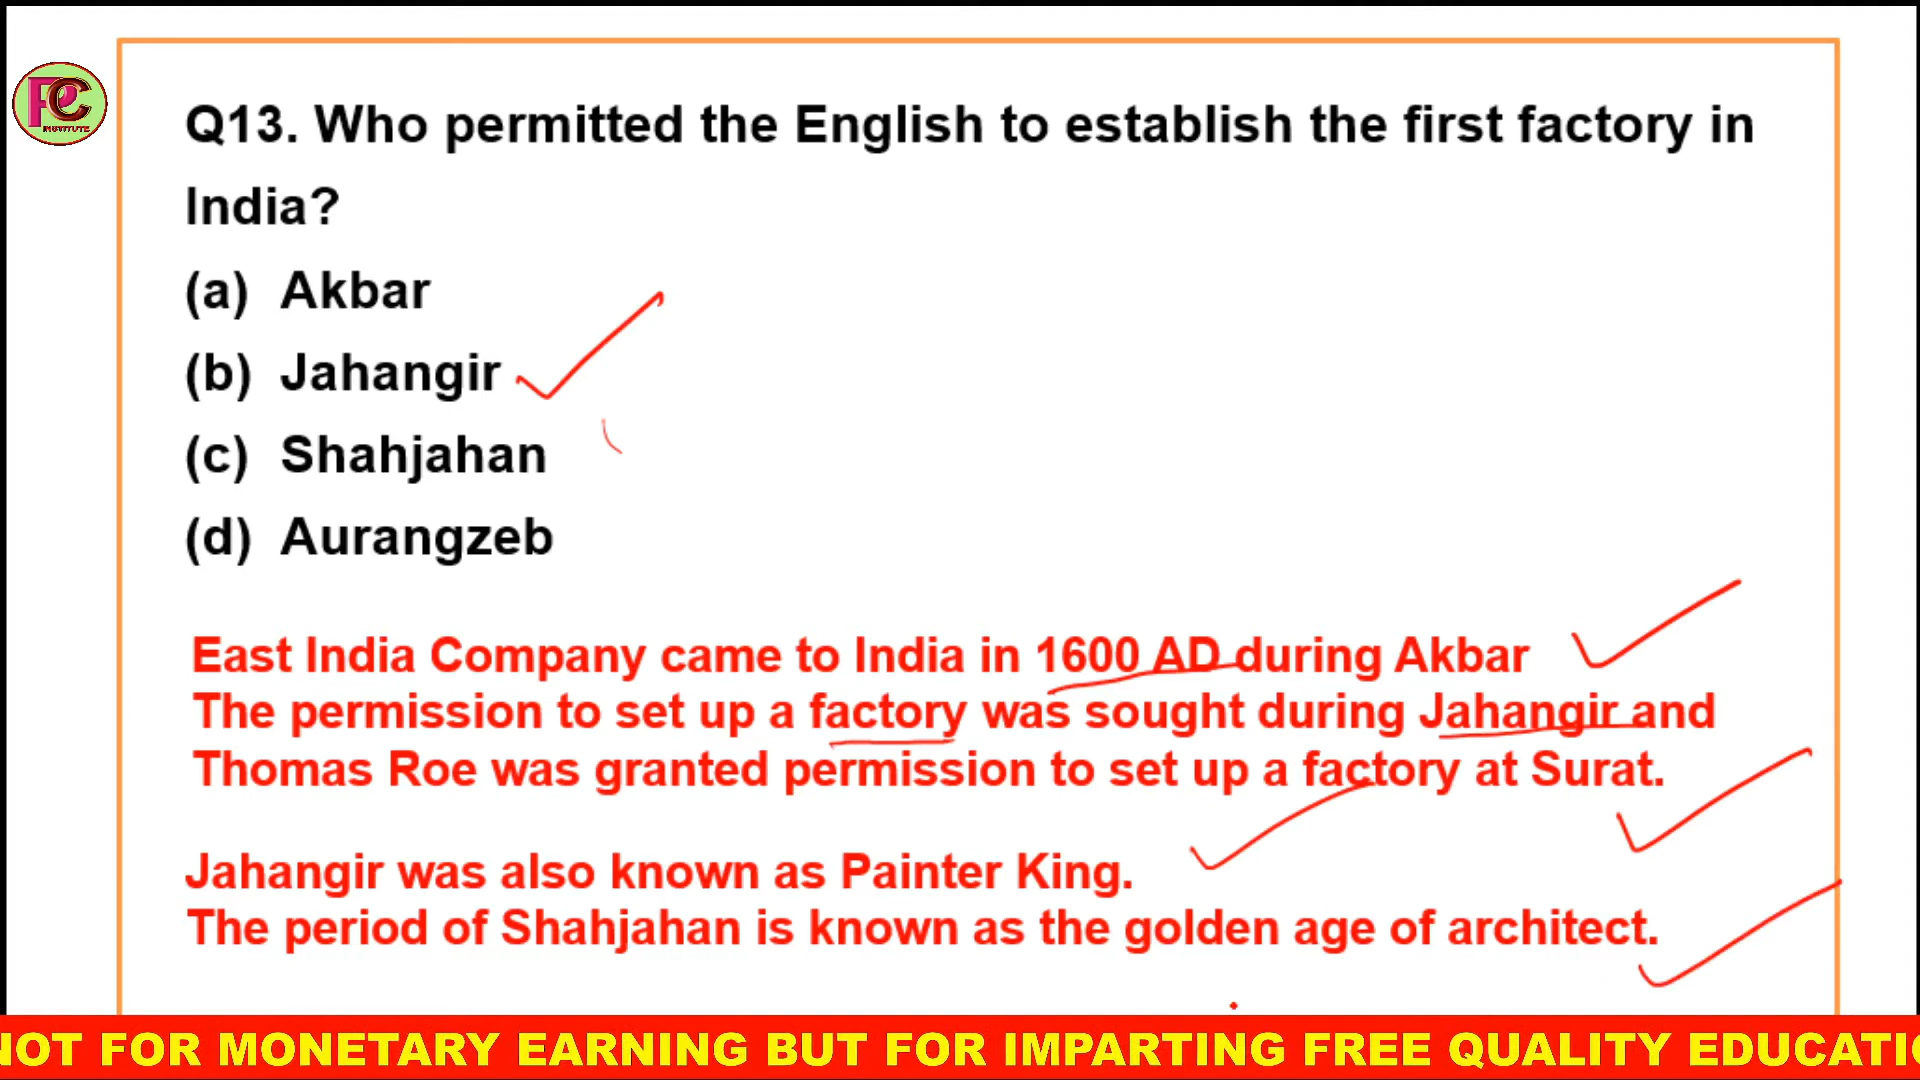 PC
INSTITUTE
Q13. Who permitted the English to establish the first factory in
India?
(a) Akbar
(b) Jahangir
(c) Shahjahan
(d) Aurangzeb
East India Company came to India in 1600 AD during Akbar
The permission to set up a factory was sought during Jahangir and
Thomas Roe was granted permission to set up a factory at Surat.
Jahangir was also known as Painter King.
The period of Shahjahan is known as the golden age of architect.
NOT FOR MONETARY EARNING BUT FOR IMPARTING FREE QUALITY EDUCATIO